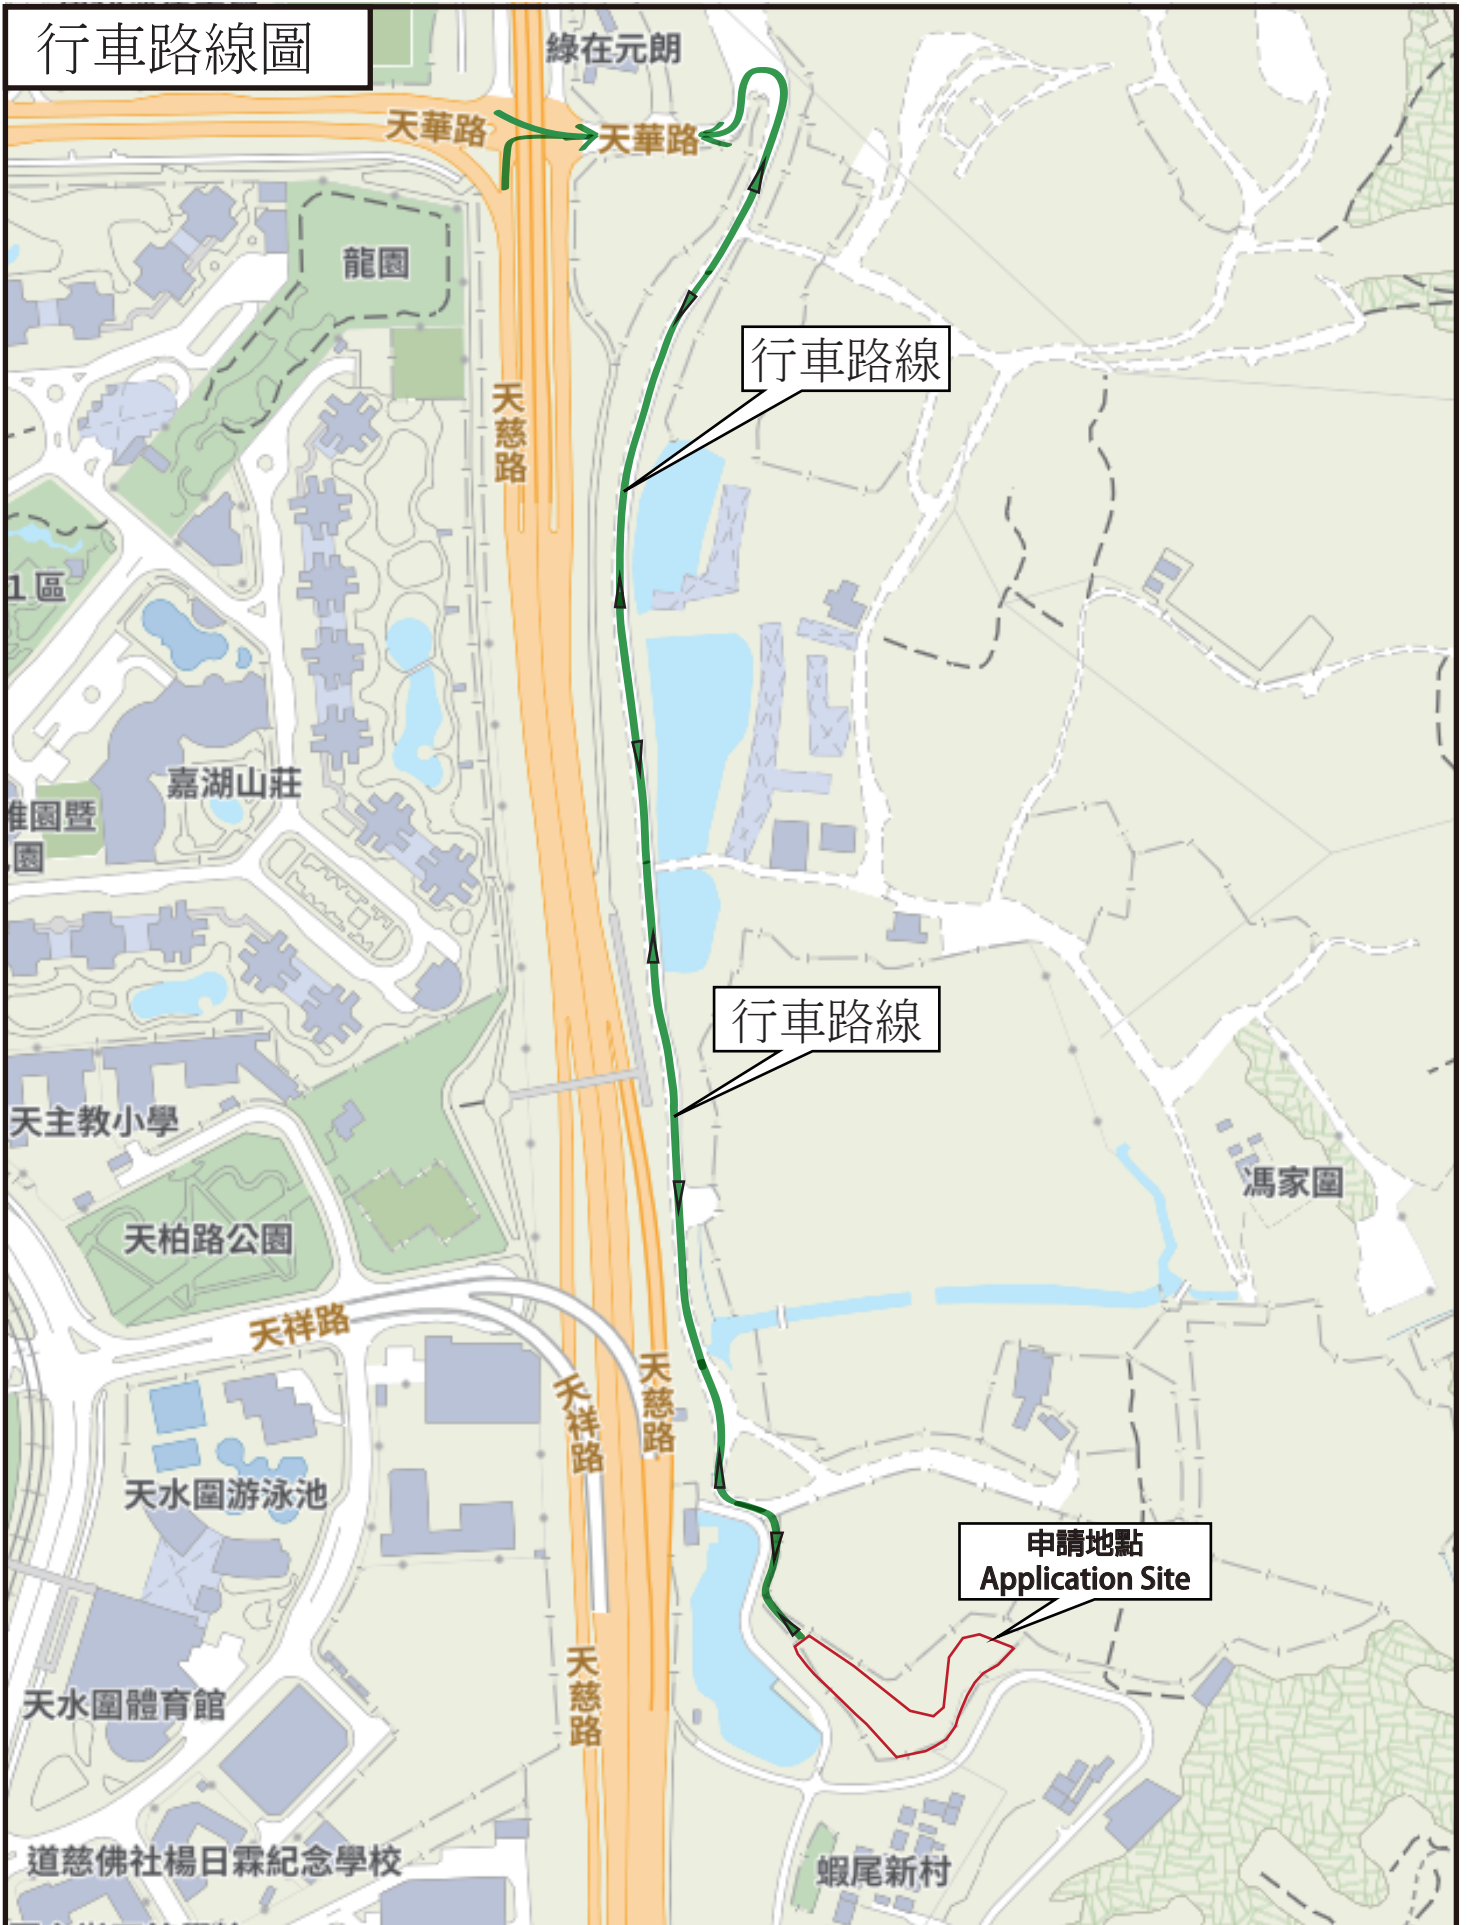 行車路線圖
綠在元朗
天華路
天華路
龍園
行車路線
天慈路
1區
嘉湖山莊
雅園暨
園
行車路線
天主教小學
馮家圍
天柏路公園
天祥路
天慈路
天祥路
天水圍游泳池
申請地點
Application Site
天慈路
天水圍體育館
道慈佛社楊日霖紀念學校
蝦尾新村